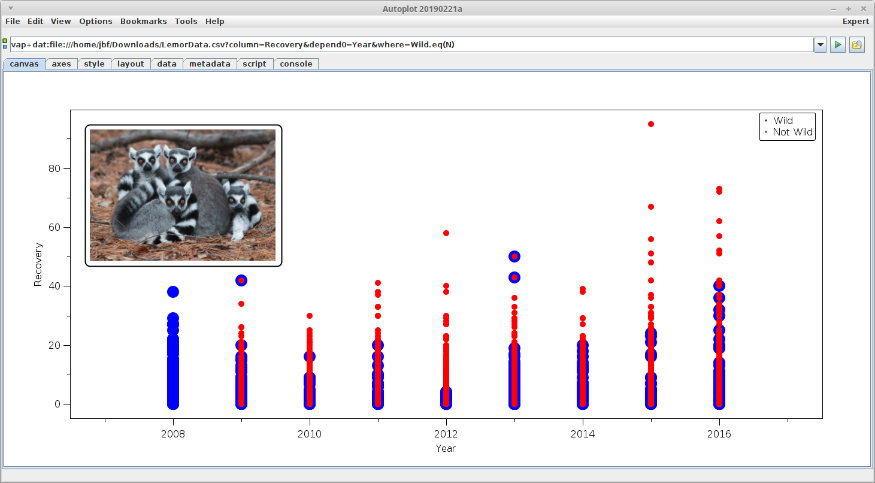 Autoplot 20190221a
File Edit View Options Bookmarks Tools Help Expert
vap+dat:file:///home/jbf/Downloads/LemorData.csv?column=Recovery&depend0=Year&where=Wild.eq(N)
canvas axes style layout data metadata script console
Wild
Not Wild
80
60
40
20
0
Recovery
2008 2010 2012 2014 2016
Year